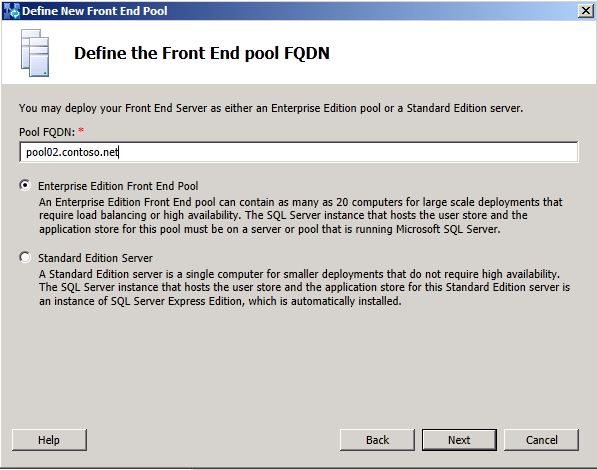 Define New Front End Pool
Define the Front End pool FQDN
You may deploy your Front End Server as either an Enterprise Edition pool or a Standard Edition server.
Pool FQDN: *
pool02.contoso.net
Enterprise Edition Front End Pool
An Enterprise Edition Front End pool can contain as many as 20 computers for large scale deployments that
require load balancing or high availability. The SQL Server instance that hosts the user store and the
application store for this pool must be on a server or pool that is running Microsoft SQL Server.
Standard Edition Server
A Standard Edition server is a single computer for smaller deployments that do not require high availability.
The SQL Server instance that hosts the user store and the application store for this Standard Edition server is
an instance of SQL Server Express Edition, which is automatically installed.
Help
Back
Next
Cancel